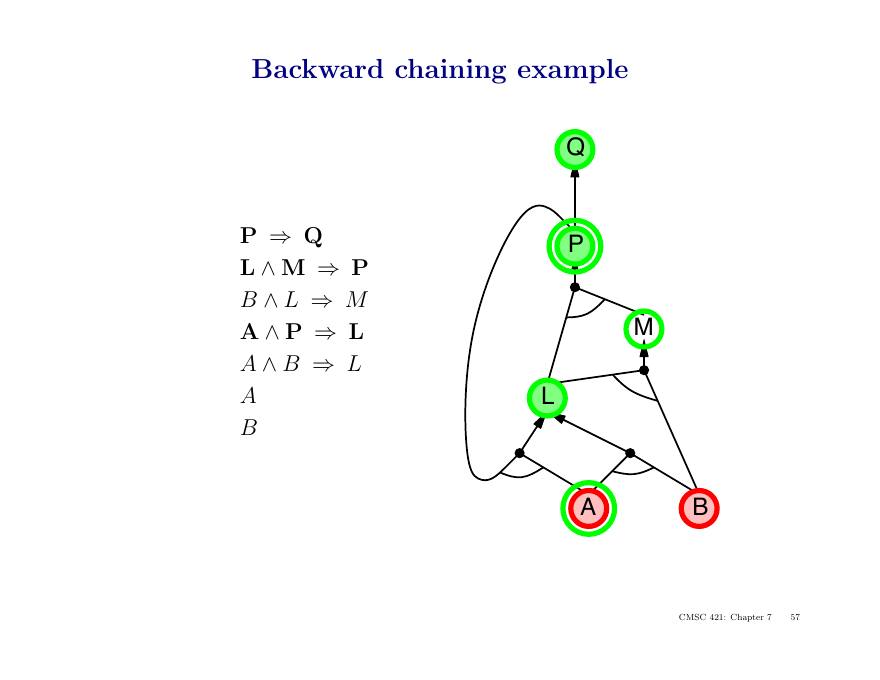 Backward chaining example
Q
P
M
L
A
B
P ⇒ Q
L ∧ M ⇒ P
B ∧ L ⇒ M
A ∧ P ⇒ L
A ∧ B ⇒ L
A
B
CMSC 421: Chapter 7 57